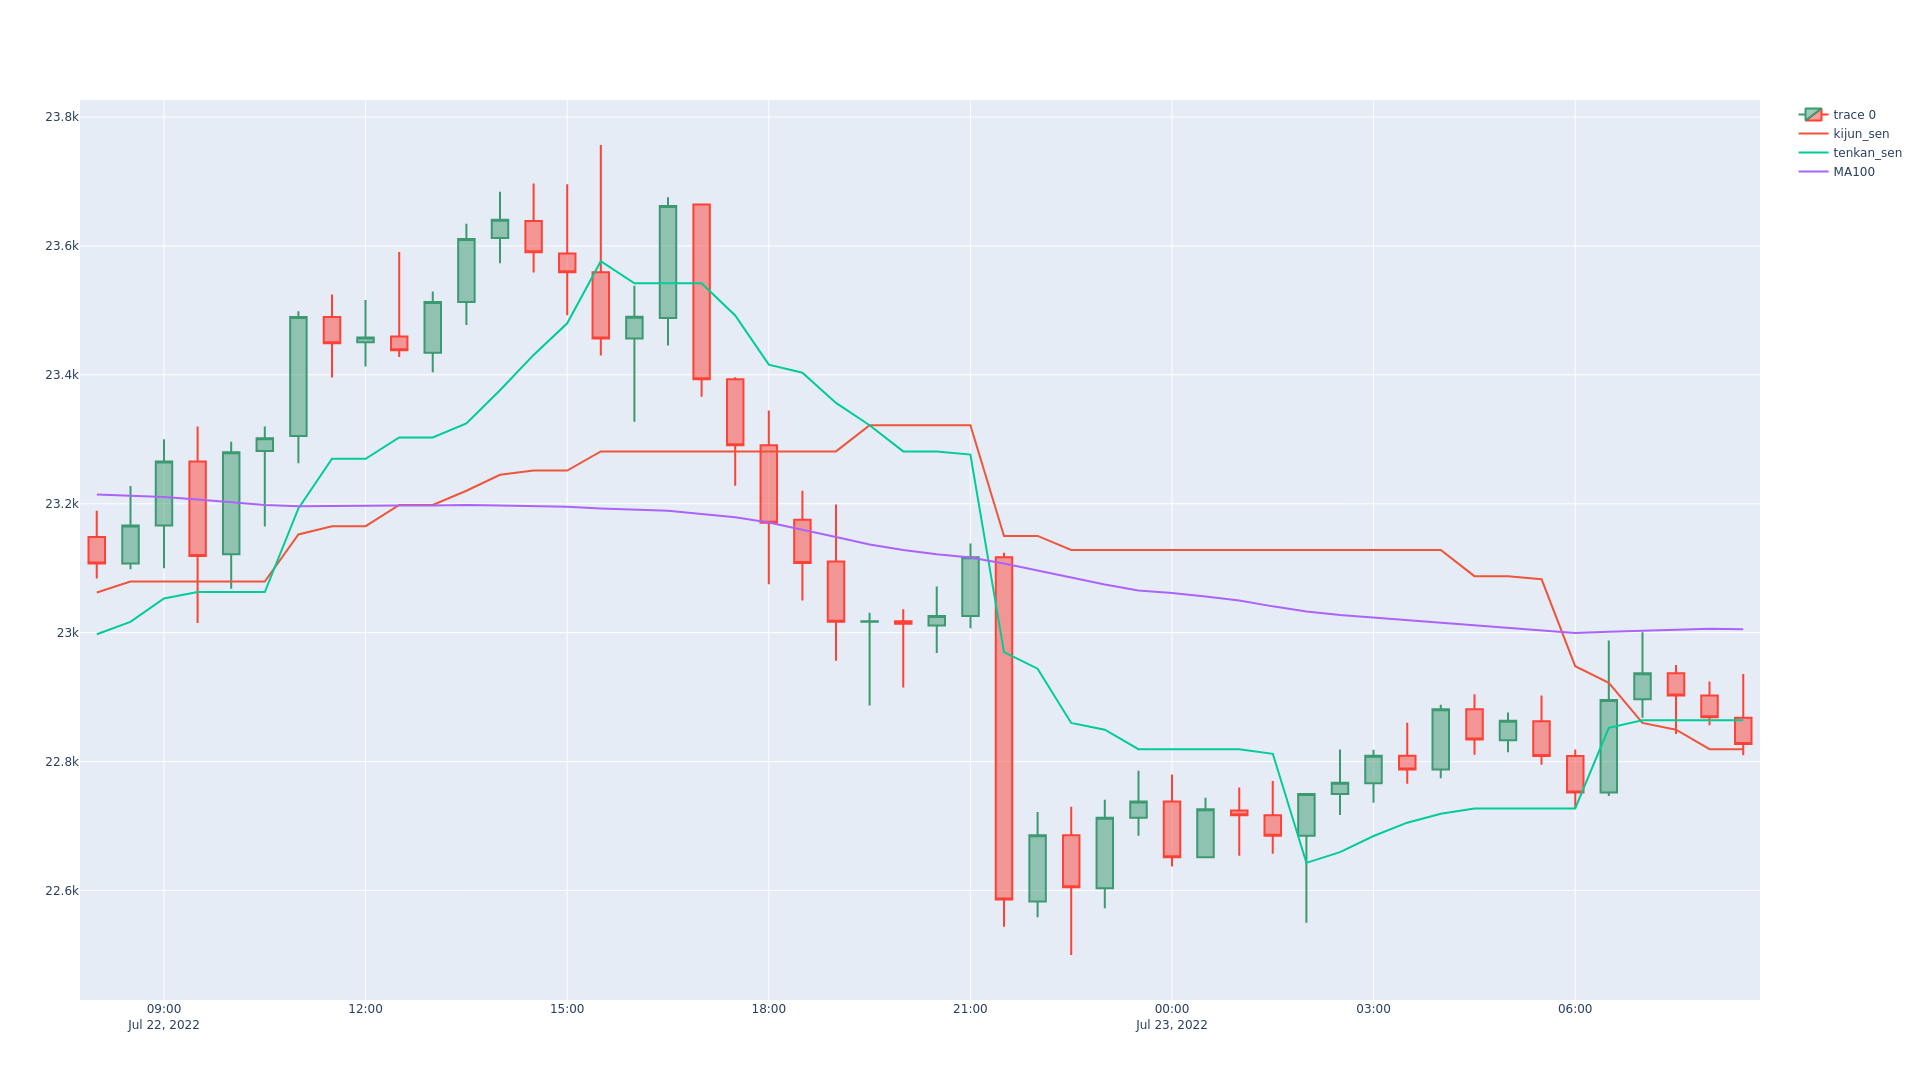 23.8k
23.6k
23.4k
23.2k
23k
22.8k
22.6k
09:00
Jul 22, 2022
12:00
15:00
18:00
21:00
00:00
Jul 23, 2022
03:00
06:00
trace 0
kijun_sen
tenkan_sen
MA100